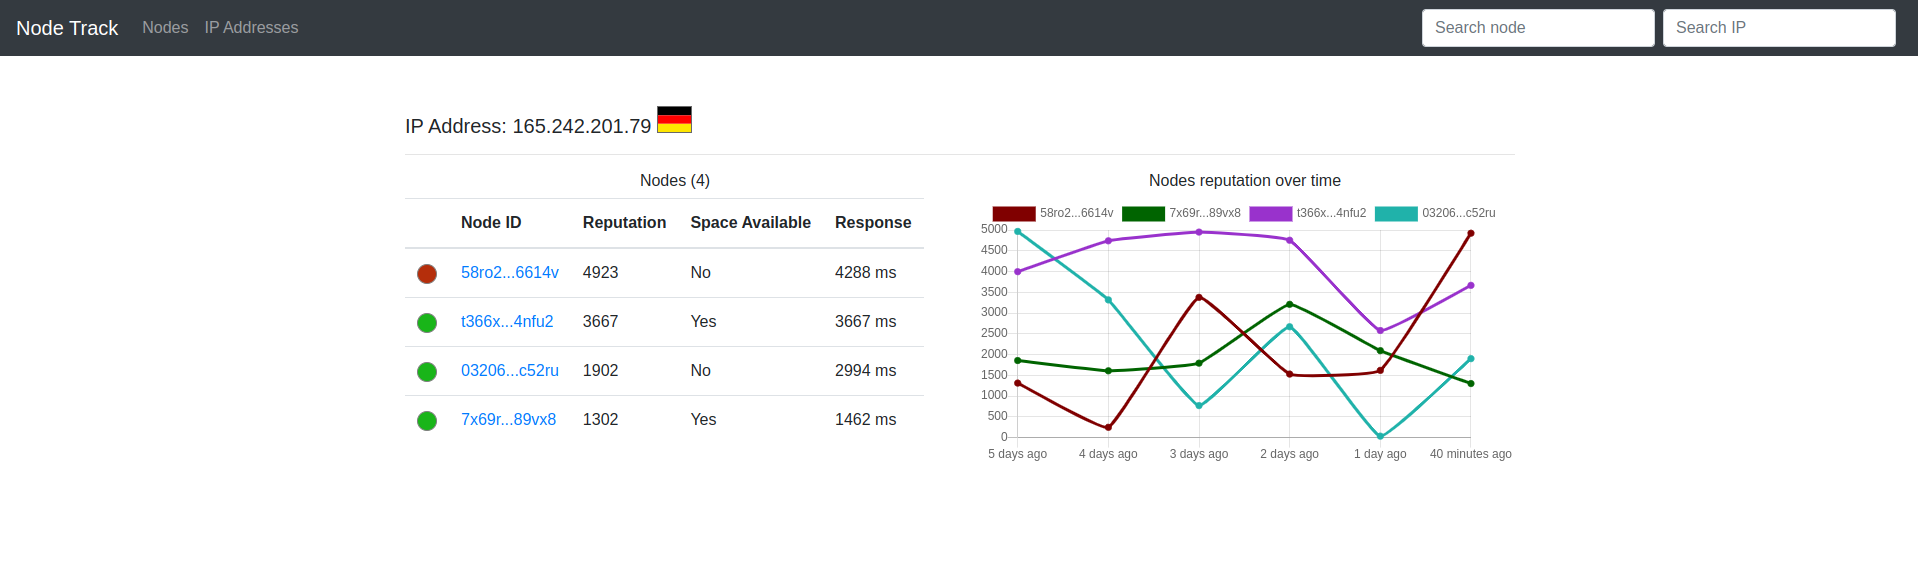 Node Track Nodes IP Addresses Search node Search IP
IP Address: 165.242.201.79
Nodes (4)
Node ID Reputation Space Available Response
58ro2...6614v 4923 No 4288 ms
t366x...4nfu2 3667 Yes 3667 ms
03206...c52ru 1902 No 2994 ms
7x69r...89vx8 1302 Yes 1462 ms
Nodes reputation over time
58ro2...6614v 7x69r...89vx8 t366x...4nfu2 03206...c52ru
5000
4500
4000
3500
3000
2500
2000
1500
1000
500
0
5 days ago 4 days ago 3 days ago 2 days ago 1 day ago 40 minutes ago